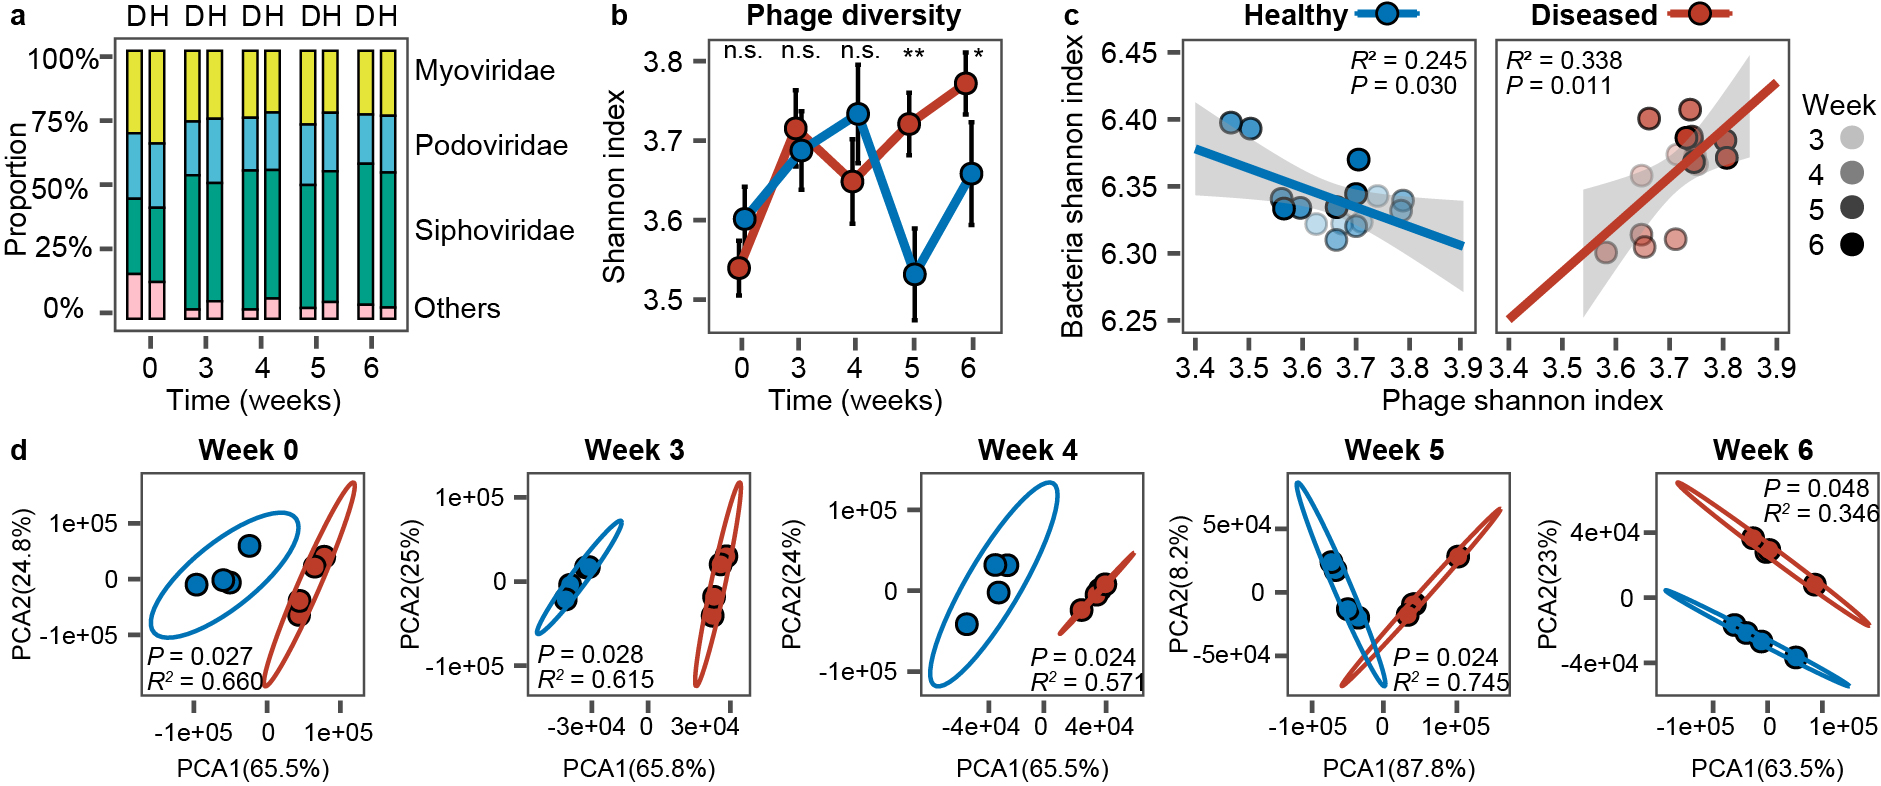 a
D H D H D H D H D H
100%
75%
50%
25%
0%
Proportion
Myoviridae
Podoviridae
Siphoviridae
Others
0 3 4 5 6
Time (weeks)
b
Phage diversity
n.s. n.s. n.s. ** *
3.8
3.7
3.6
3.5
Shannon index
0 3 4 5 6
Time (weeks)
c
Healthy
Diseased
6.45
6.40
6.35
6.30
6.25
Bacteria shannon index
R² = 0.245
P = 0.030
R² = 0.338
P = 0.011
3.4 3.5 3.6 3.7 3.8 3.9
3.4 3.5 3.6 3.7 3.8 3.9
Phage shannon index
Week
3
4
5
6
d
Week 0
1e+05
0
-1e+05
PCA2(24.8%)
P = 0.027
R² = 0.660
-1e+05 0 1e+05
PCA1(65.5%)
Week 3
1e+05
0
-1e+05
PCA2(25%)
P = 0.028
R² = 0.615
-3e+04 0 3e+04
PCA1(65.8%)
Week 4
1e+05
0
-1e+05
PCA2(24%)
P = 0.024
R² = 0.571
-4e+04 0 4e+04
PCA1(65.5%)
Week 5
5e+04
0
-5e+04
PCA2(8.2%)
P = 0.024
R² = 0.745
-1e+05 0 1e+05
PCA1(87.8%)
Week 6
4e+04
0
-4e+04
PCA2(23%)
P = 0.048
R² = 0.346
-1e+05 0 1e+05
PCA1(63.5%)